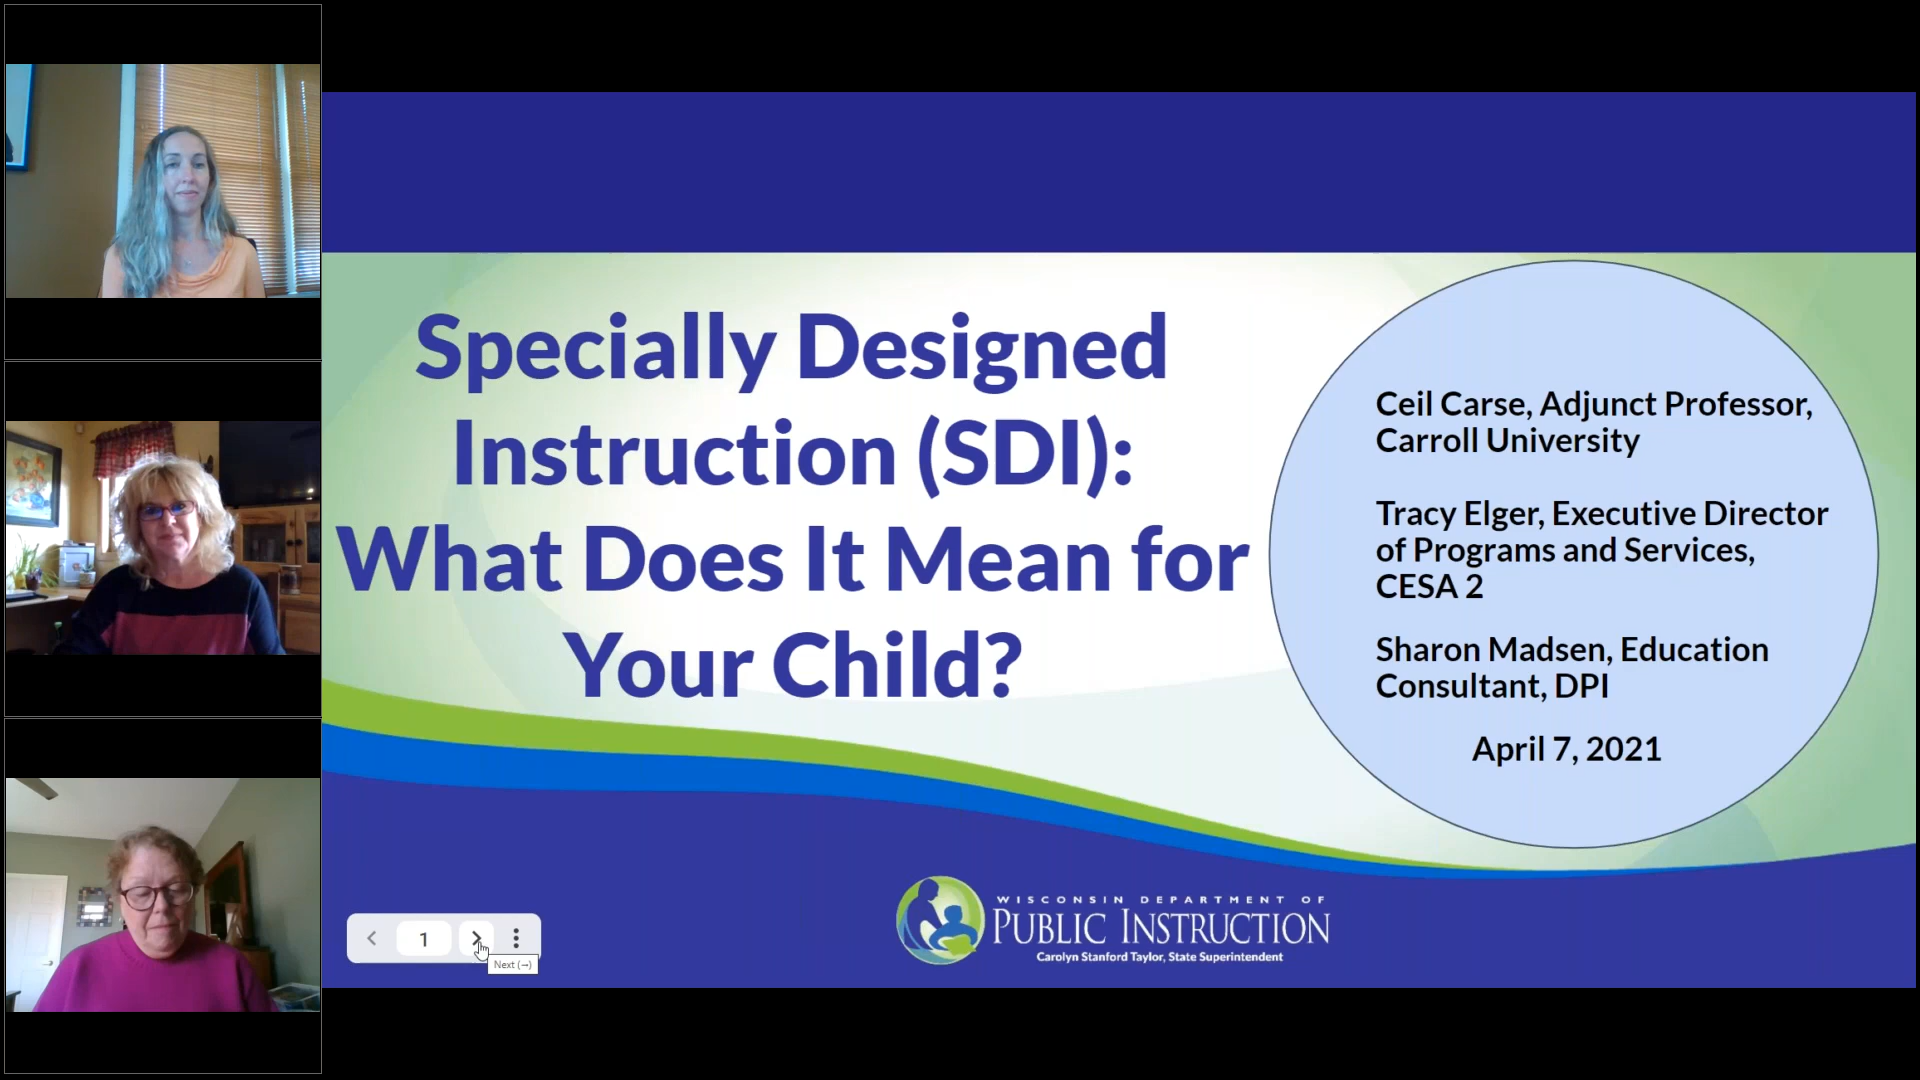 Specially Designed
Instruction (SDI):
What Does It Mean for
Your Child?
Ceil Carse, Adjunct Professor,
Carroll University
Tracy Elger, Executive Director
of Programs and Services,
CESA 2
Sharon Madsen, Education
Consultant, DPI
April 7, 2021
WISCONSIN DEPARTMENT OF
PUBLIC INSTRUCTION
Carolyn Stanford Taylor, State Superintendent
1
Next (→)